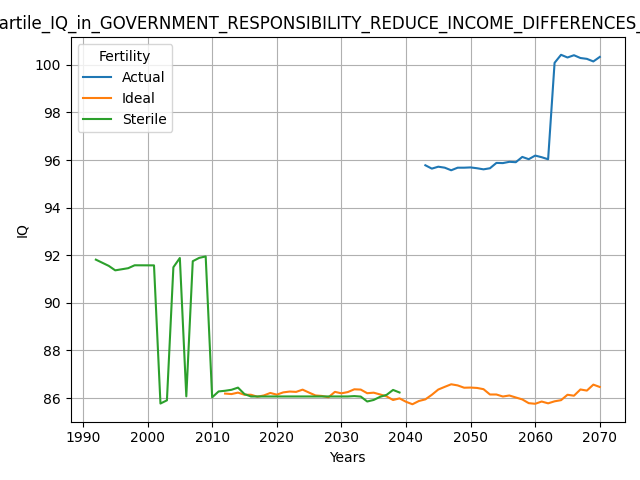 artile_IQ_in_GOVERNMENT_RESPONSIBILITY_REDUCE_INCOME_DIFFERENCES_
Fertility
Actual
Ideal
Sterile
IQ
100
98
96
94
92
90
88
86
1990 2000 2010 2020 2030 2040 2050 2060 2070
Years